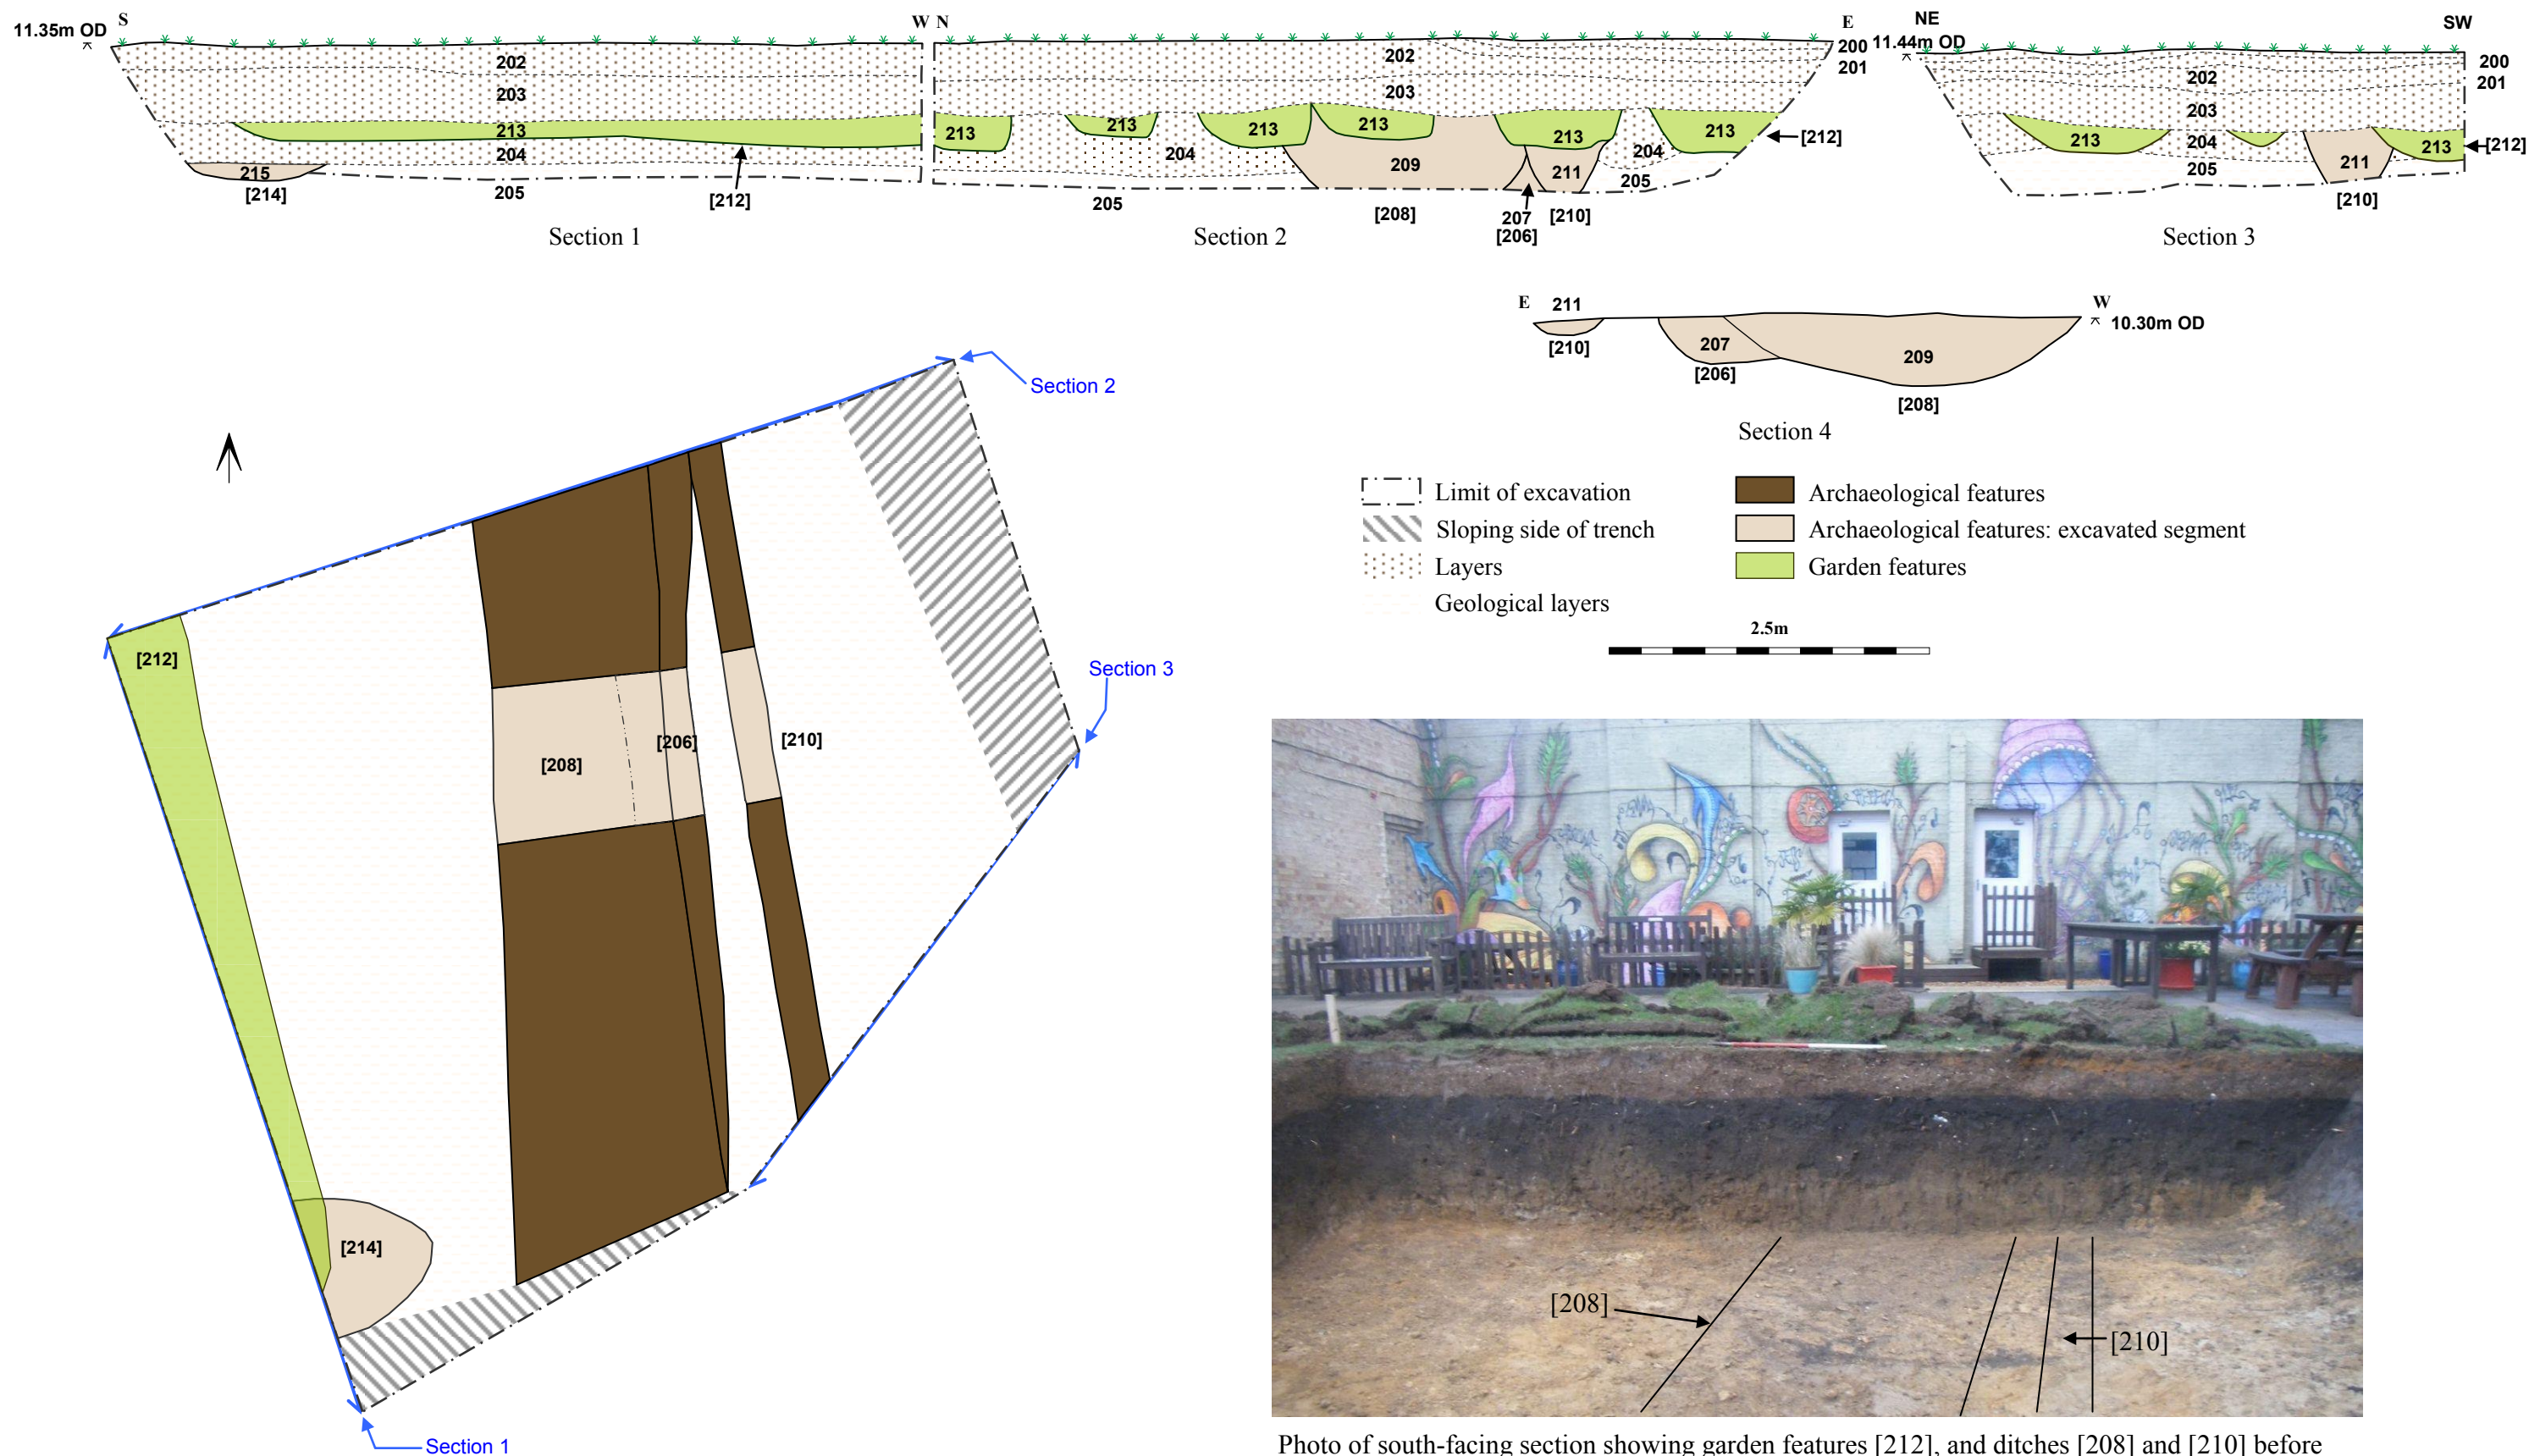 11.35m OD
S
W
N
E
NE
SW
202
203
213
204
215
[214]
205
[212]
Section 1
202
200
201
203
213
213
213
213
213
213
[212]
204
204
209
211
205
205
[208]
207
[206]
[210]
Section 2
11.44m OD
200
201
202
203
213
204
213
[212]
211
205
[210]
Section 3
E
211
W
10.30m OD
[210]
207
[206]
209
[208]
Section 4
Section 2
Section 3
[212]
[208]
[206]
[210]
[214]
Section 1
Limit of excavation
Sloping side of trench
Layers
Geological layers
Archaeological features
Archaeological features: excavated segment
Garden features
2.5m
[208]
[210]
Photo of south-facing section showing garden features [212], and ditches [208] and [210] before